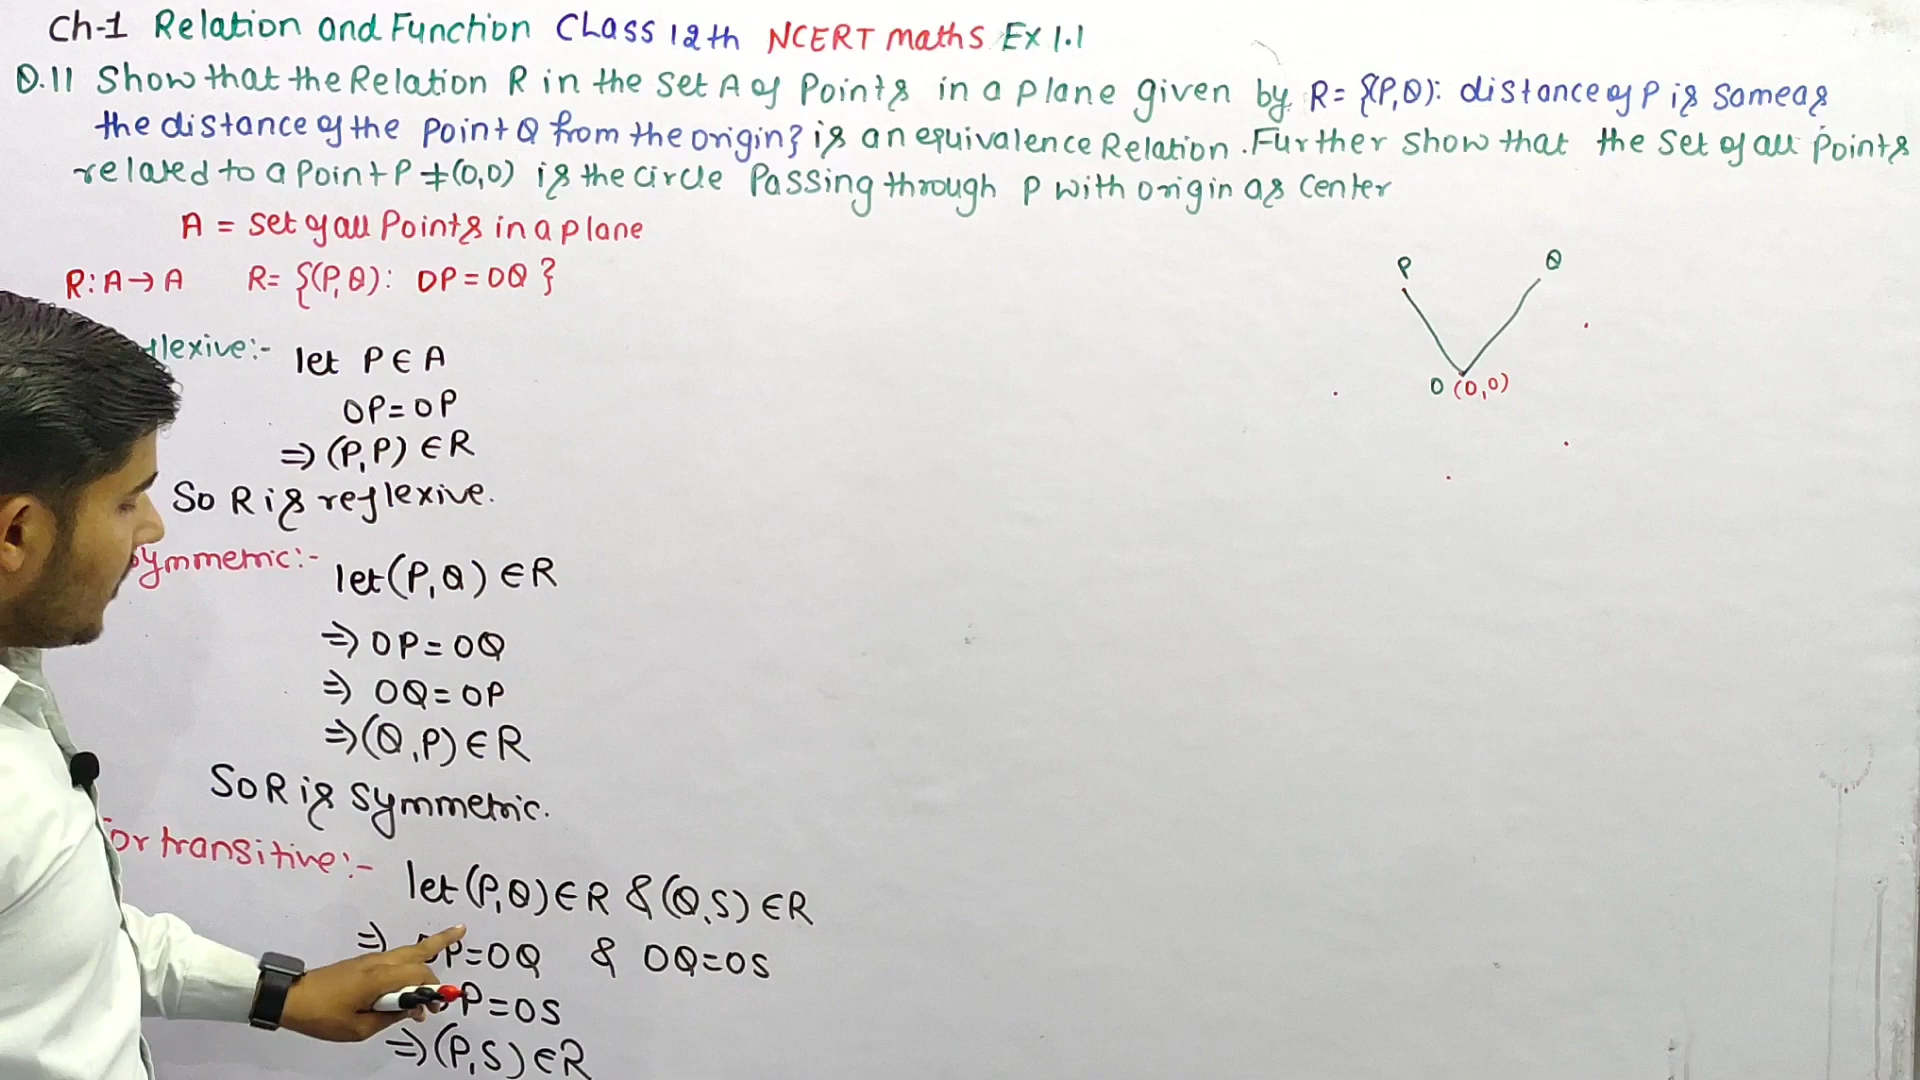 Ch-1 Relation and Function Class 12th NCERT maths Ex 1.1
Q.11 Show that the Relation R in the set A of Points in a plane given by R= {(P,Q): distance of P is same as
the distance of the point Q from the origin} is an equivalence Relation. Further show that the set of all Points
related to a Point P ≠ (0,0) is the circle Passing through P with origin as center
A = set of all Points in a plane
R: A → A R= {(P,Q): OP = OQ }
let P ∈ A
OP = OP
⇒ (P,P) ∈ R
So R is reflexive.
let (P,Q) ∈ R
⇒ OP = OQ
⇒ OQ = OP
⇒ (Q,P) ∈ R
So R is symmetric.
transitive:-
let (P,Q) ∈ R & (Q,S) ∈ R
⇒ OP = OQ & OQ = OS
P = OS
⇒ (P,S) ∈ R
P Q
O (0,0)